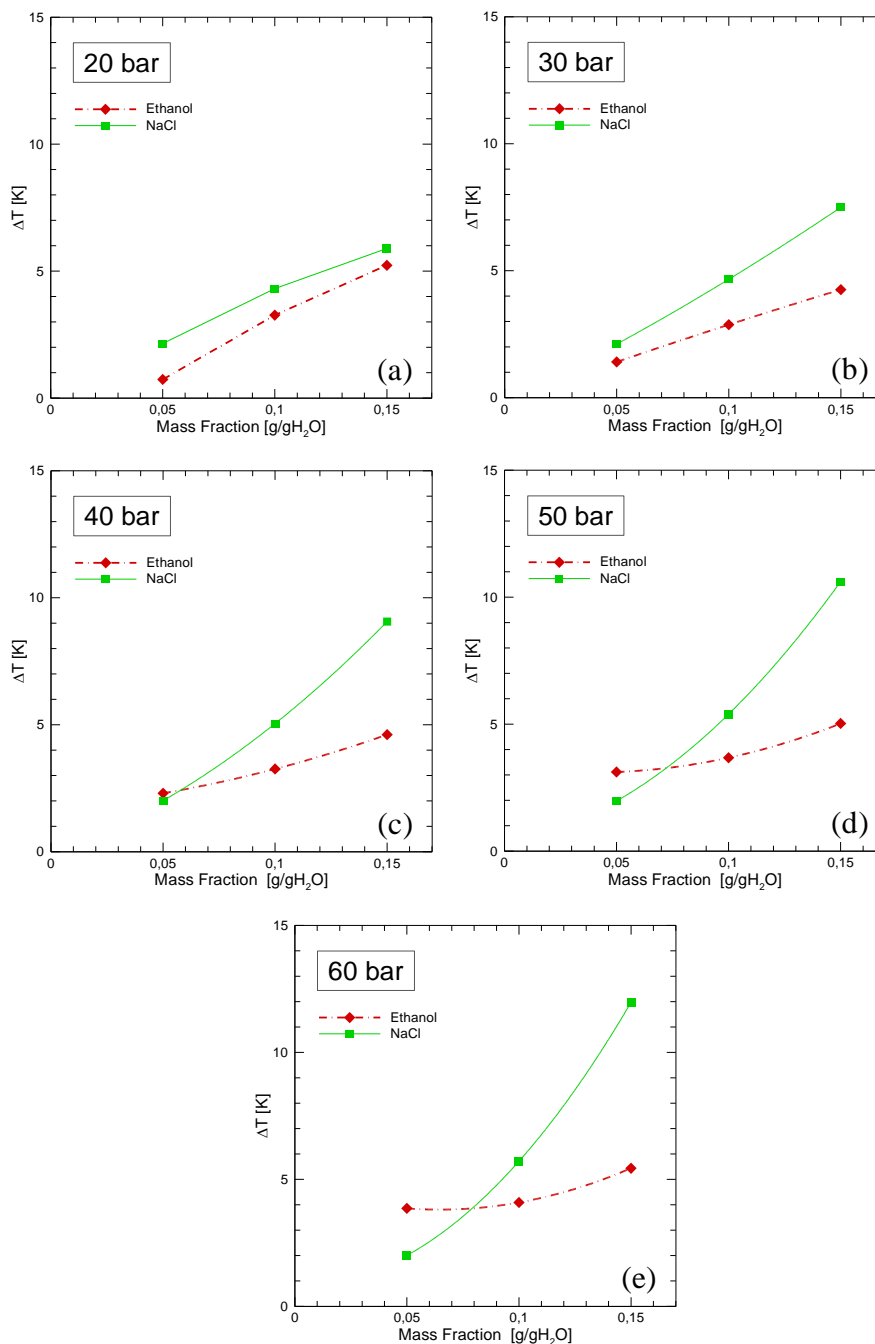 15
20 bar
Ethanol
NaCl
10
ΔT [K]
5
(a)
0
0
0,05
0,1
0,15
Mass Fraction [g/gH₂O]
15
30 bar
Ethanol
NaCl
10
ΔT [K]
5
(b)
0
0
0,05
0,1
0,15
Mass Fraction [g/gH₂O]
15
40 bar
Ethanol
NaCl
10
ΔT [K]
5
(c)
0
0
0,05
0,1
0,15
Mass Fraction [g/gH₂O]
15
50 bar
Ethanol
NaCl
10
ΔT [K]
5
(d)
0
0
0,05
0,1
0,15
Mass Fraction [g/gH₂O]
15
60 bar
Ethanol
NaCl
10
ΔT [K]
5
(e)
0
0
0,05
0,1
0,15
Mass Fraction [g/gH₂O]